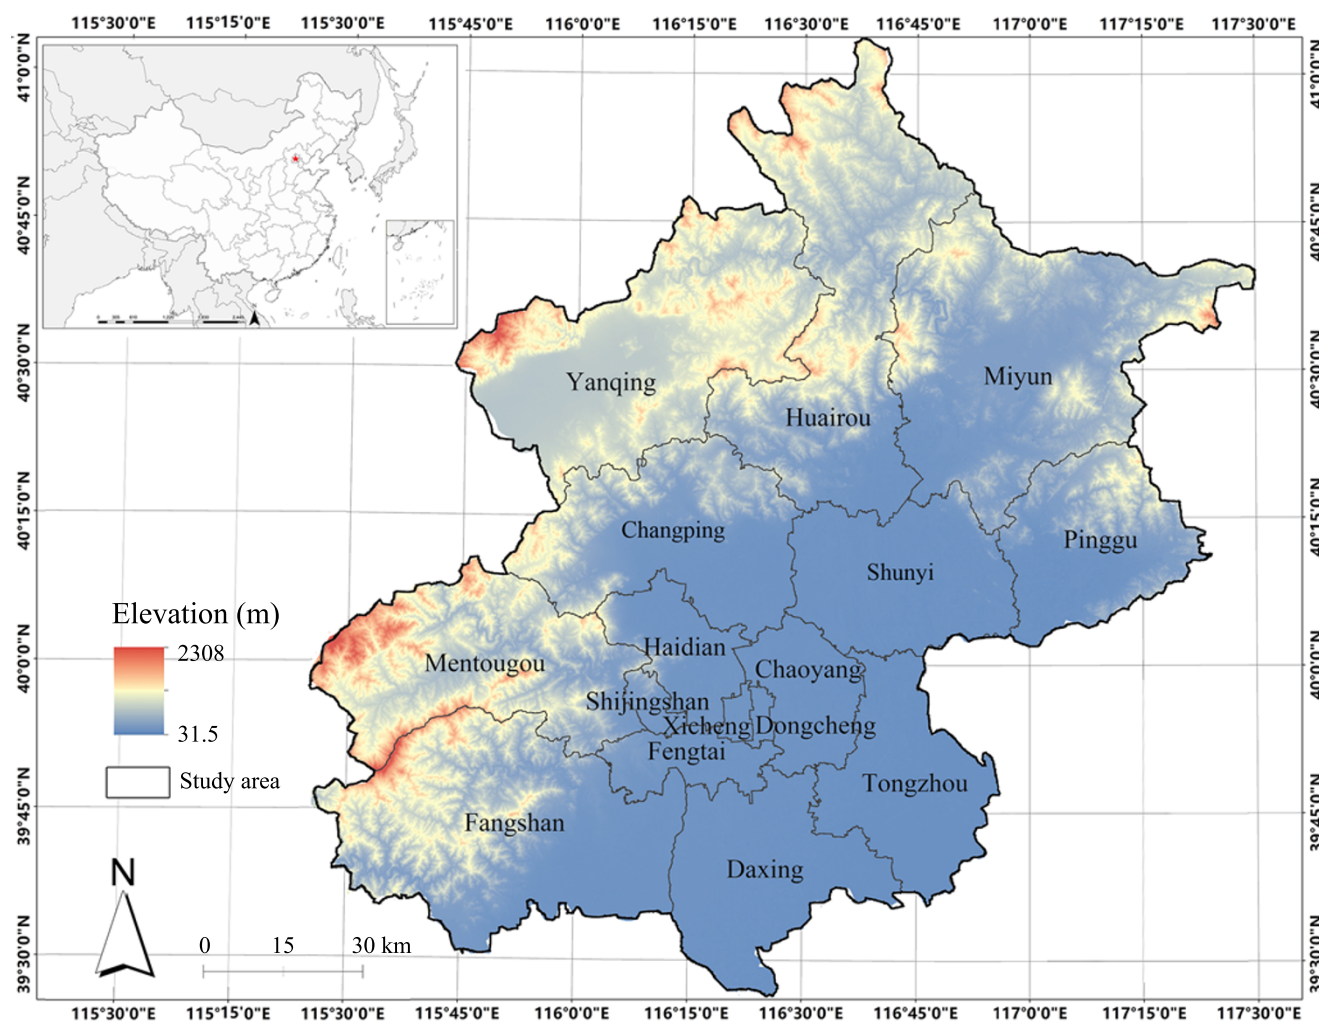 115°30'0"E 115°15'0"E 115°30'0"E 115°45'0"E 116°0'0"E 116°15'0"E 116°30'0"E 116°45'0"E 117°0'0"E 117°15'0"E 117°30'0"E
41°0'0"N
41°0'0"N
40°45'0"N
40°45'0"N
40°30'0"N
40°30'0"N
Yanqing
Miyun
Huairou
40°15'0"N
40°15'0"N
Changping
Pinggu
Shunyi
Elevation (m)
2308
31.5
Study area
40°0'0"N
40°0'0"N
Haidian
Mentougou
Chaoyang
Shijingshan
Xicheng
Dongcheng
Fengtai
Tongzhou
39°45'0"N
39°45'0"N
Fangshan
Daxing
N
0 15 30 km
39°30'0"N
39°30'0"N
115°30'0"E 115°15'0"E 115°30'0"E 115°45'0"E 116°0'0"E 116°15'0"E 116°30'0"E 116°45'0"E 117°0'0"E 117°15'0"E 117°30'0"E